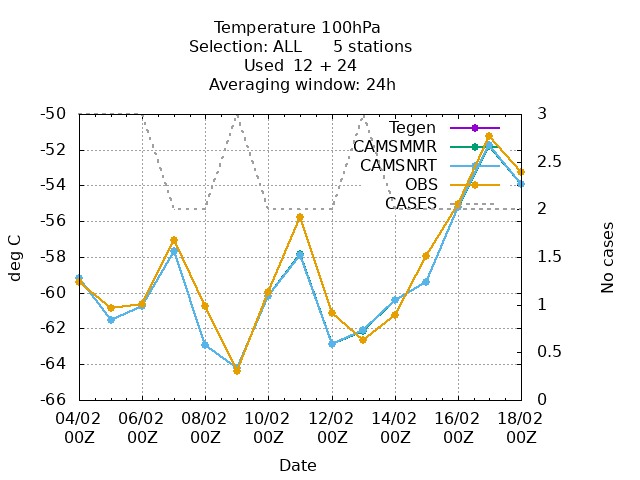 Temperature 100hPa
Selection: ALL 5 stations
Used 12 + 24
Averaging window: 24h
-50
-52
-54
-56
-58
-60
-62
-64
-66
3
2.5
2
1.5
1
0.5
0
Tegen
CAMSMMR
CAMSNRT
OBS
CASES
deg C
No cases
04/02 06/02 08/02 10/02 12/02 14/02 16/02 18/02
00Z 00Z 00Z 00Z 00Z 00Z 00Z 00Z
Date